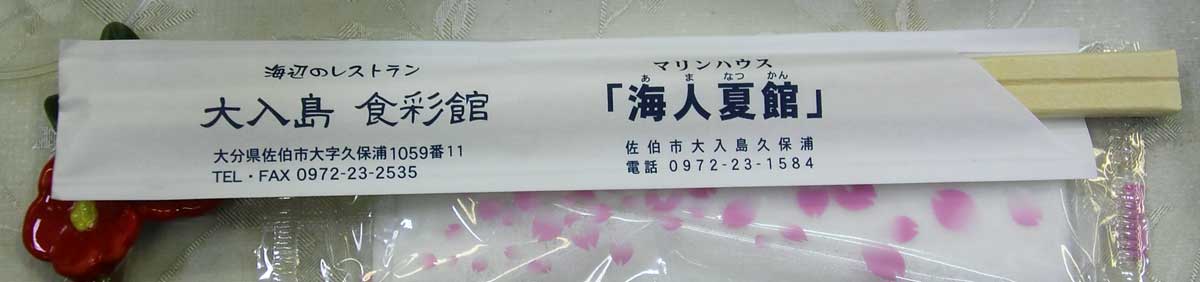 海辺のレストラン
大入島 食彩館
大分県佐伯市大字久保浦1059番11
TEL・FAX 0972-23-2535
マリンハウス
あまなつかん
「海人夏館」
佐伯市大入島久保浦
電話 0972-23-1584